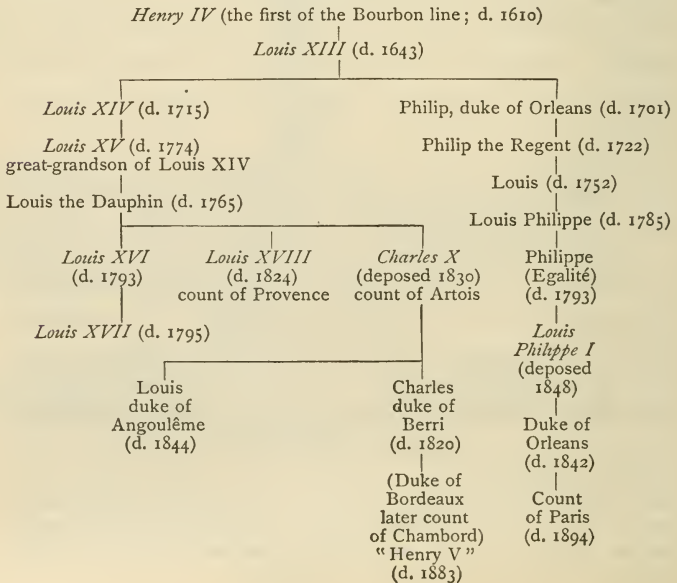 Henry IV (the first of the Bourbon line; d. 1610)
Louis XIII (d. 1643)
Louis XIV (d. 1715)
Philip, duke of Orleans (d. 1701)
Louis XV (d. 1774)
great-grandson of Louis XIV
Philip the Regent (d. 1722)
Louis (d. 1752)
Louis the Dauphin (d. 1765)
Louis Philippe (d. 1785)
Louis XVI
(d. 1793)
Louis XVIII
(d. 1824)
count of Provence
Charles X
(deposed 1830)
count of Artois
Philippe
(Egalité)
(d. 1793)
Louis XVII (d. 1795)
Louis
Philippe I
(deposed
1848)
Louis
duke of
Angoulême
(d. 1844)
Charles
duke of
Berri
(d. 1820)
Duke of
Orleans
(d. 1842)
(Duke of
Bordeaux
later count
of Chambord)
"Henry V"
(d. 1883)
Count
of Paris
(d. 1894)